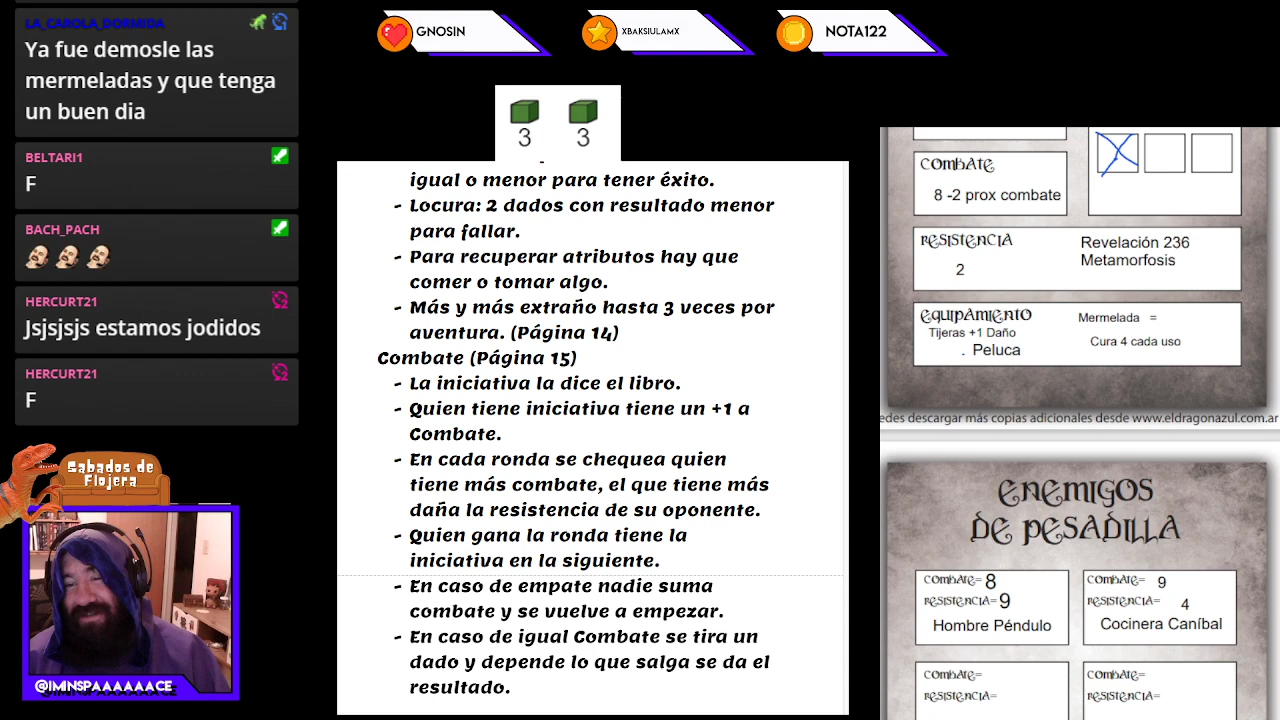 LA_CAROLA_DORMIDA
Ya fue demosle las
mermeladas y que tenga
un buen dia
BELTARI1
F
BACH_PACH
HERCURT21
Jsjsjsjs estamos jodidos
HERCURT21
F
Sabados de
Flojera
@IMINSPAAAAAACE
GNOSIN
XBAKSIULAMX
NOTA122
3 3
igual o menor para tener éxito.
- Locura: 2 dados con resultado menor
para fallar.
- Para recuperar atributos hay que
comer o tomar algo.
- Más y más extraño hasta 3 veces por
aventura. (Página 14)
Combate (Página 15)
- La iniciativa la dice el libro.
- Quien tiene iniciativa tiene un +1 a
Combate.
- En cada ronda se chequea quien
tiene más combate, el que tiene más
daña la resistencia de su oponente.
- Quien gana la ronda tiene la
iniciativa en la siguiente.
- En caso de empate nadie suma
combate y se vuelve a empezar.
- En caso de igual Combate se tira un
dado y depende lo que salga se da el
resultado.
COMBATE
8 -2 prox combate
RESISTENCIA
2
Revelación 236
Metamorfosis
EQUIPAMIENTO
Tijeras +1 Daño
. Peluca
Mermelada =
Cura 4 cada uso
edes descargar más copias adicionales desde www.eldragonazul.com.ar
ENEMIGOS
DE PESADILLA
COMBATE= 8
RESISTENCIA= 9
Hombre Péndulo
COMBATE= 9
RESISTENCIA= 4
Cocinera Caníbal
COMBATE=
RESISTENCIA=
COMBATE=
RESISTENCIA=